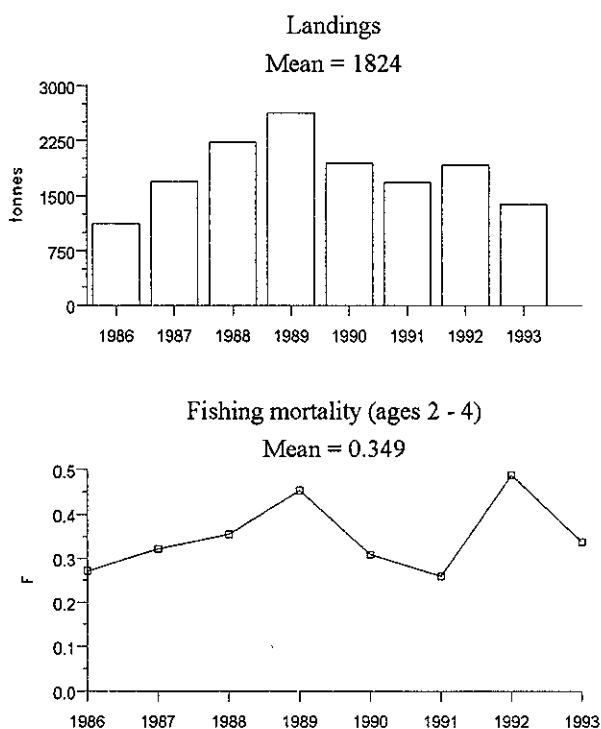 Landings
Mean = 1824
3000
2250
1500
750
0
tonnes
1986 1987 1988 1989 1990 1991 1992 1993
Fishing mortality (ages 2 - 4)
Mean = 0.349
0.5
0.4
0.3
0.2
0.1
0.0
F
1986 1987 1988 1989 1990 1991 1992 1993